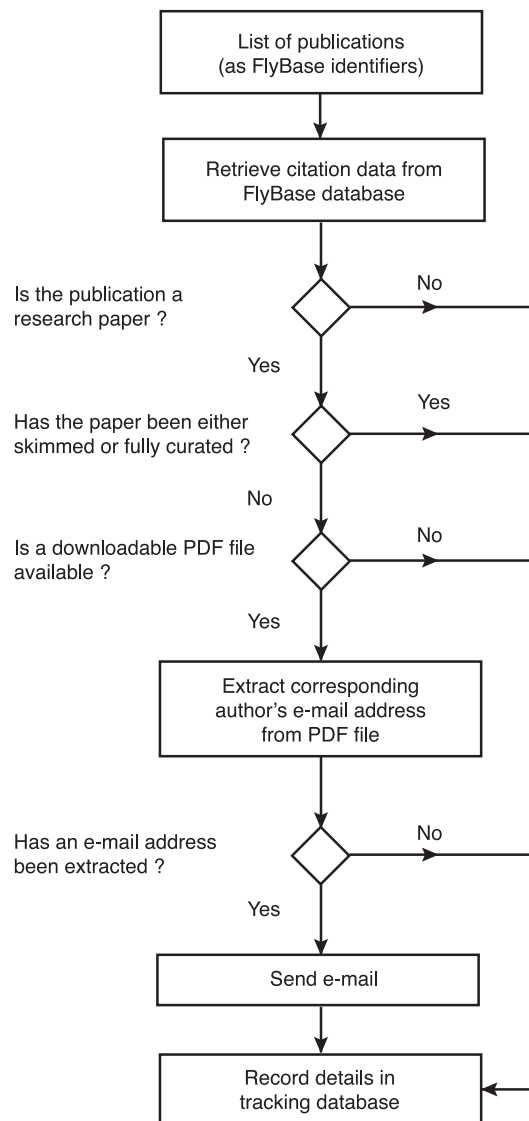 List of publications
(as FlyBase identifiers)
Retrieve citation data from
FlyBase database
Is the publication a
research paper ?
No
Yes
Has the paper been either
skimmed or fully curated ?
Yes
No
Is a downloadable PDF file
available ?
No
Yes
Extract corresponding
author's e-mail address
from PDF file
Has an e-mail address
been extracted ?
No
Yes
Send e-mail
Record details in
tracking database